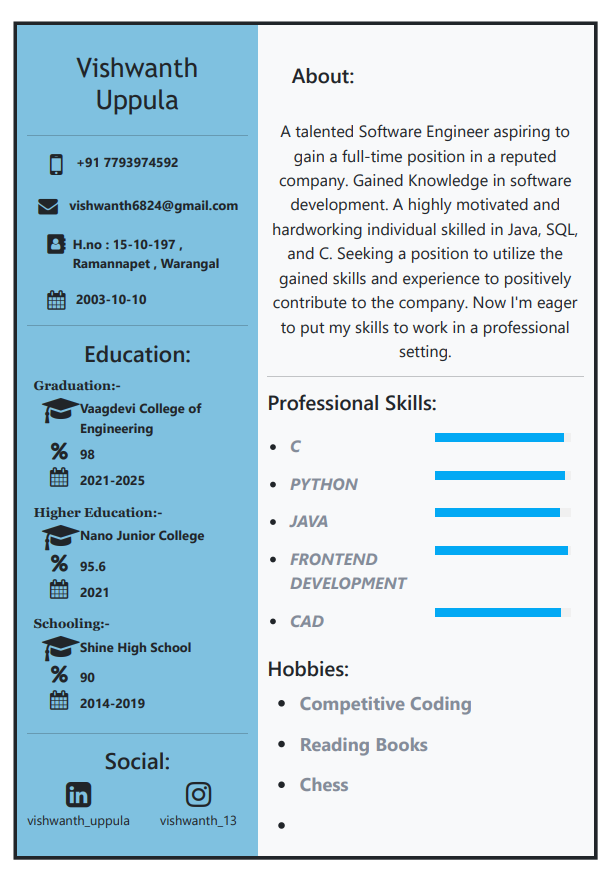 Vishwanth
Uppula
+91 7793974592
vishwanth6824@gmail.com
H.no : 15-10-197 ,
Ramannapet , Warangal
2003-10-10
Education:
Graduation:-
Vaagdevi College of
Engineering
% 98
2021-2025
Higher Education:-
Nano Junior College
% 95.6
2021
Schooling:-
Shine High School
% 90
2014-2019
Social:
vishwanth_uppula
vishwanth_13
About:
A talented Software Engineer aspiring to
gain a full-time position in a reputed
company. Gained Knowledge in software
development. A highly motivated and
hardworking individual skilled in Java, SQL,
and C. Seeking a position to utilize the
gained skills and experience to positively
contribute to the company. Now I'm eager
to put my skills to work in a professional
setting.
Professional Skills:
C
PYTHON
JAVA
FRONTEND
DEVELOPMENT
CAD
Hobbies:
Competitive Coding
Reading Books
Chess